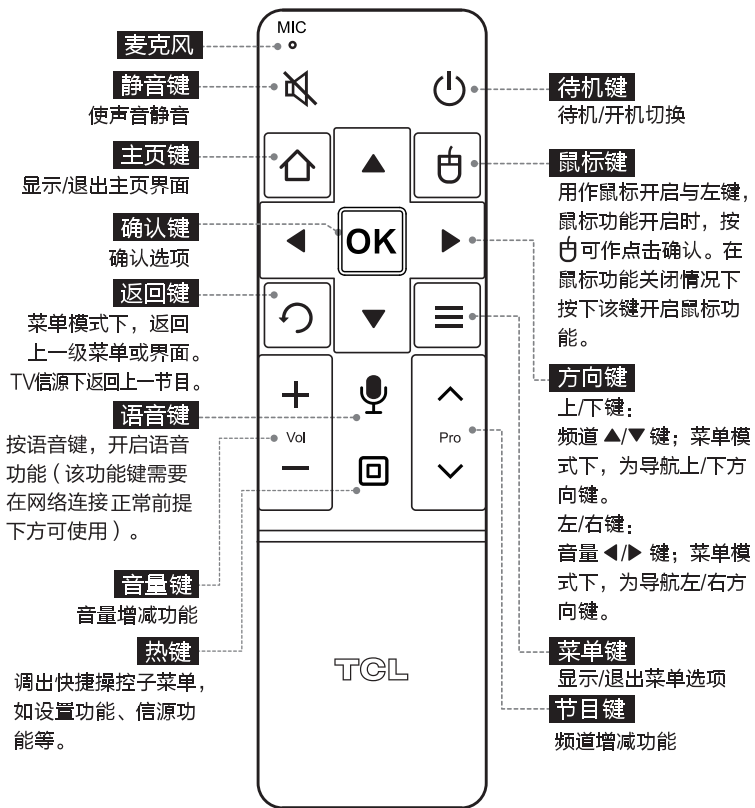 MIC
麦克风
静音键
使声音静音
主页键
显示/退出主页界面
确认键
确认选项
返回键
菜单模式下，返回
上一级菜单或界面。
TV信源下返回上一节目。
语音键
按语音键，开启语音
功能（该功能键需要
在网络连接正常前提
下方可使用）。
音量键
音量增减功能
热键
调出快捷操控子菜单，
如设置功能、信源功
能等。
OK
Vol
Pro
TCL
待机键
待机/开机切换
鼠标键
用作鼠标开启与左键，
鼠标功能开启时，按
可作点击确认。在
鼠标功能关闭情况下
按下该键开启鼠标功
能。
方向键
上/下键：
频道▲/▼键；菜单模
式下，为导航上/下方
向键。
左/右键：
音量◀/▶键；菜单模
式下，为导航左/右方
向键。
菜单键
显示/退出菜单选项
节目键
频道增减功能